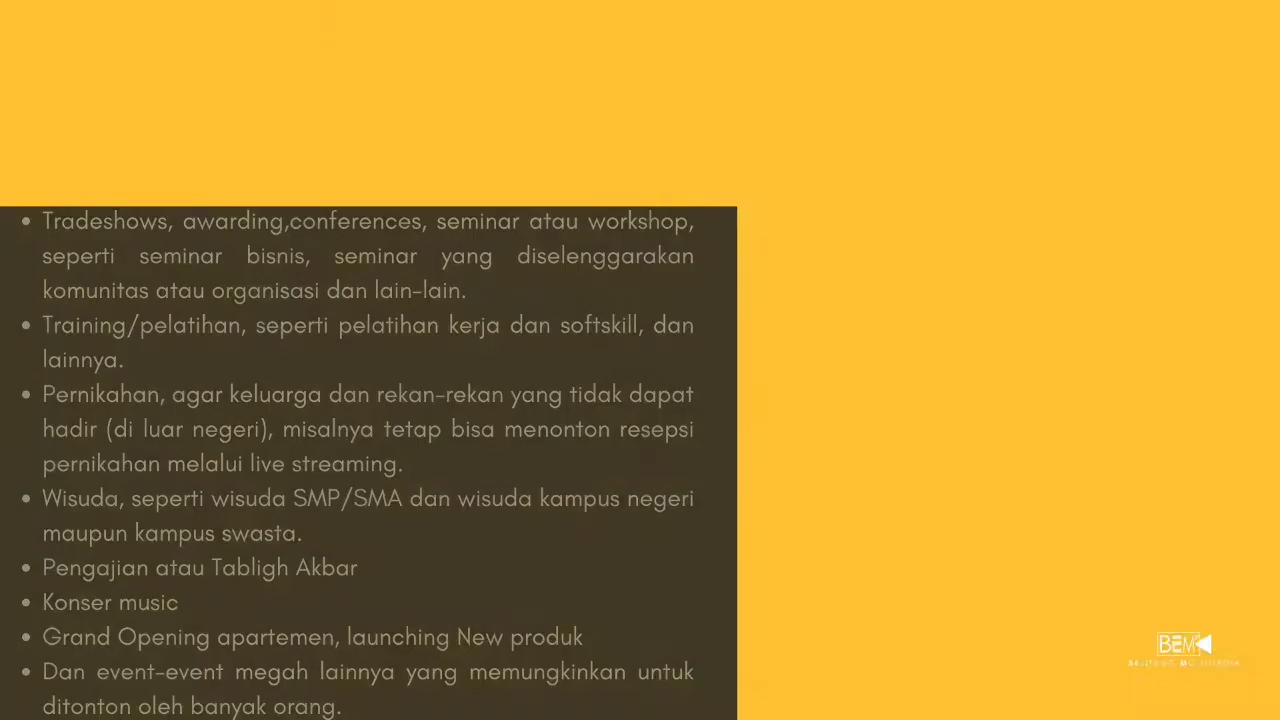 • Tradeshows, awarding,conferences, seminar atau workshop,
seperti seminar bisnis, seminar yang diselenggarakan
komunitas atau organisasi dan lain-lain.
• Training/pelatihan, seperti pelatihan kerja dan softskill, dan
lainnya.
• Pernikahan, agar keluarga dan rekan-rekan yang tidak dapat
hadir (di luar negeri), misalnya tetap bisa menonton resepsi
pernikahan melalui live streaming.
• Wisuda, seperti wisuda SMP/SMA dan wisuda kampus negeri
maupun kampus swasta.
• Pengajian atau Tabligh Akbar
• Konser music
• Grand Opening apartemen, launching New produk
• Dan event-event megah lainnya yang memungkinkan untuk
ditonton oleh banyak orang.
BEM